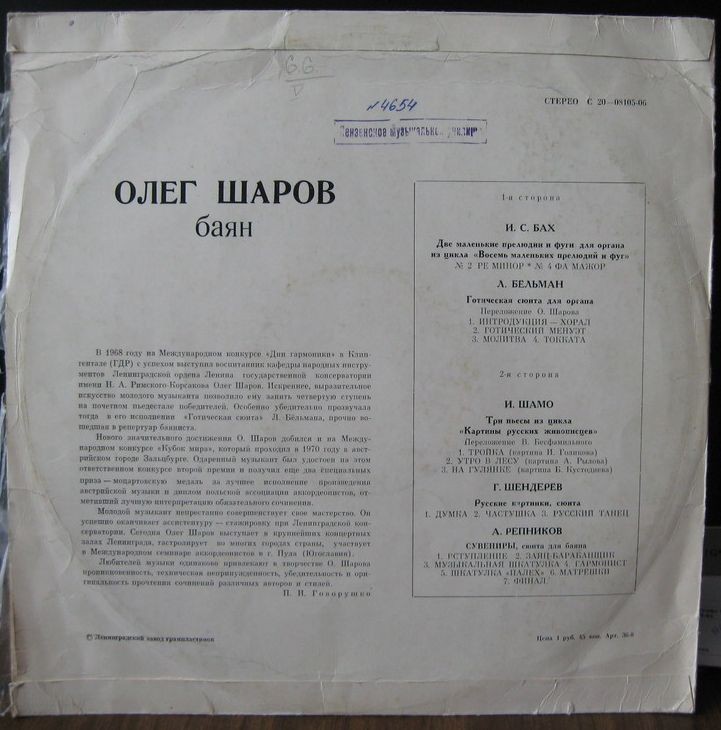 6.6.
№4654
Пензенское Музыкальн
СТЕРЕО С 20—08105-06
ОЛЕГ ШАРОВ
баян
В 1968 году на Международном конкурсе «Дни гармоники» в Клин-
гентале (ГДР) с успехом выступил воспитанник кафедры народных инстру-
ментов Ленинградской ордена Ленина государственной консерватории
имени Н. А. Римского-Корсакова Олег Шаров. Искреннее, выразительное
искусство молодого музыканта позволило ему занять четвертую ступень
на почетном пьедестале победителей. Особенно убедительно прозвучала
тогда в его исполнении «Готическая сюита» Л. Бёльмана, прочно во-
шедшая в репертуар баяниста.
Нового значительного достижения О. Шаров добился и на Между-
народном конкурсе «Кубок мира», который проходил в 1970 году в ав-
стрийском городе Зальцбурге. Одаренный музыкант был удостоен на этом
ответственном конкурсе второй премии и получил еще два специальных
приза — моцартовскую медаль за лучшее исполнение произведения
австрийской музыки и диплом польской ассоциации аккордеонистов, от-
метивший лучшую интерпретацию обязательного сочинения.
Молодой музыкант непрестанно совершенствует свое мастерство. Он
успешно оканчивает ассистентуру — стажировку при Ленинградской кон-
серватории. Сегодня Олег Шаров выступает в крупнейших концертных
залах Ленинграда, гастролирует во многих городах страны, участвует
в Международном семинаре аккордеонистов в г. Пула (Югославия).
Любителей музыки одинаково привлекают в творчестве О. Шарова
проникновенность, техническая непринужденность, убедительность и ори-
гинальность прочтения сочинений различных авторов и стилей.
П. И. Говорушко
1-я сторона
И. С. БАХ
Две маленькие прелюдии и фуги для органа
из цикла «Восемь маленьких прелюдий и фуг»
№ 2 РЕ МИНОР * № 4 ФА МАЖОР
Л. БЕЛЬМАН
Готическая сюита для органа
Переложение О. Шарова
1. ИНТРОДУКЦИЯ — ХОРАЛ
2. ГОТИЧЕСКИЙ МЕНУЭТ
3. МОЛИТВА 4. ТОККАТА
2-я сторона
И. ШАМО
Три пьесы из цикла
«Картины русских живописцев»
Переложение В. Бесфамильного
1. ТРОЙКА (картина И. Голикова)
2. УТРО В ЛЕСУ (картина А. Рылова)
3. НА ГУЛЯНКЕ (картина Б. Кустодиева)
Г. ШЕНДЕРЕВ
Русские картинки, сюита
1. ДУМКА 2. ЧАСТУШКА 3. РУССКИЙ ТАНЕЦ
А. РЕПНИКОВ
СУВЕНИРЫ, сюита для баяна
1. ВСТУПЛЕНИЕ 2. ЗАЯЦ-БАРАБАНЩИК
3. МУЗЫКАЛЬНАЯ ШКАТУЛКА 4. ГАРМОНИСТ
5. ШКАТУЛКА «ПАЛЕХ» 6. МАТРЕШКИ
7. ФИНАЛ
© Ленинградский завод грампластинок
Цена 1 руб. 45 коп. Арт. 36-8